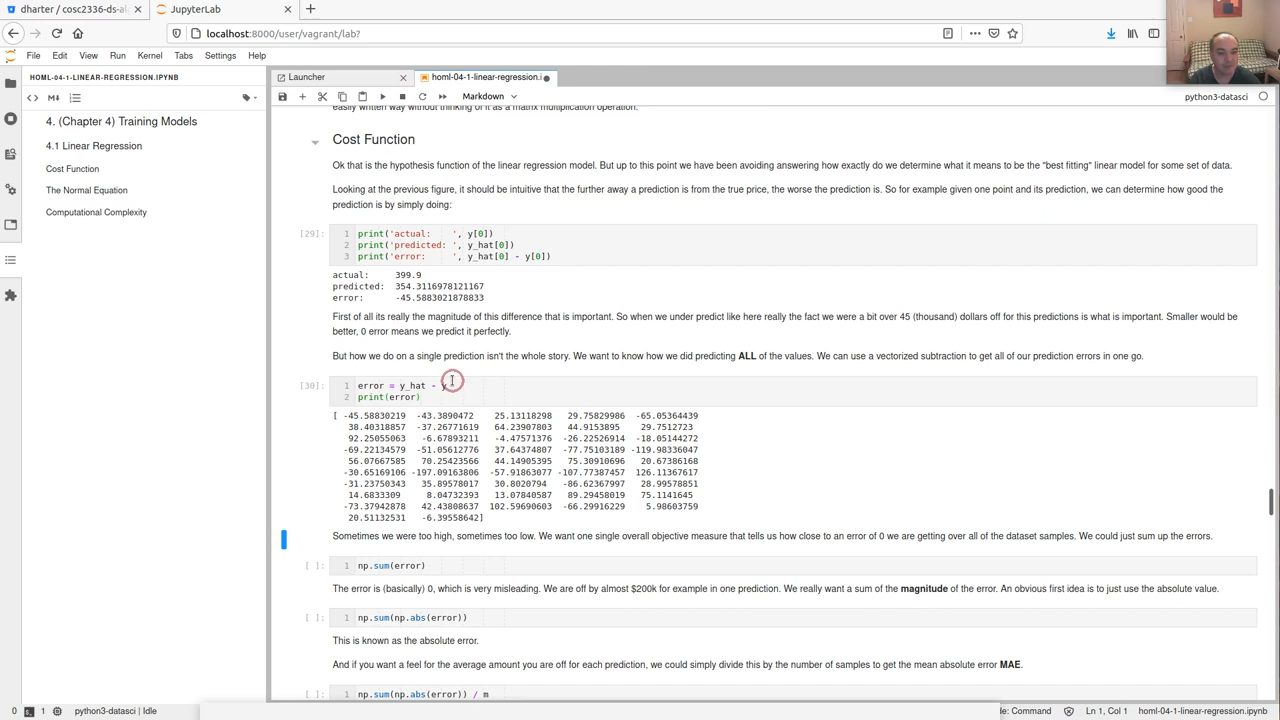 dharter / cosc2336-ds-al
JupyterLab
localhost:8000/user/vagrant/lab?
File Edit View Run Kernel Tabs Settings Help
HOML-04-1-LINEAR-REGRESSION.IPYNB
Launcher
homl-04-1-linear-regression.i
Markdown
python3-datasci
4. (Chapter 4) Training Models
4.1 Linear Regression
Cost Function
The Normal Equation
Computational Complexity
easily written way without thinking of it as a matrix multiplication operation.
Cost Function
Ok that is the hypothesis function of the linear regression model. But up to this point we have been avoiding answering how exactly do we determine what it means to be the "best fitting" linear model for some set of data.
Looking at the previous figure, it should be intuitive that the further away a prediction is from the true price, the worse the prediction is. So for example given one point and its prediction, we can determine how good the
prediction is by simply doing:
[29]: 1 print('actual:    ', y[0])
2 print('predicted: ', y_hat[0])
3 print('error:     ', y_hat[0] - y[0])
actual:     399.9
predicted:  354.3116978121167
error:      -45.5883021878833
First of all its really the magnitude of this difference that is important. So when we under predict like here really the fact we were a bit over 45 (thousand) dollars off for this predictions is what is important. Smaller would be
better, 0 error means we predict it perfectly.
But how we do on a single prediction isn't the whole story. We want to know how we did predicting ALL of the values. We can use a vectorized subtraction to get all of our prediction errors in one go.
[30]: 1 error = y_hat - y
2 print(error)
[ -45.58830219  -43.3890472   25.13118298   29.75829986  -65.05364439
38.40318857  -37.26771619   64.23907803   44.9153895   29.7512723
92.25055063   -6.67893211   -4.47571376  -26.22526914  -18.05144272
-69.22134579  -51.05612776   37.64374807  -77.75103189 -119.98336047
56.07667585   70.25423566   44.14905395   75.30910696   20.67386168
-30.65169106 -197.09163806  -57.91863077 -107.77387457  126.11367617
-31.23750343   35.89578017   30.8020794  -86.62367997   28.99578851
14.6833309    8.04732393   13.07840587   89.29458019   75.1141645
-73.37942878   42.43808637  102.59690603  -66.29916229    5.98603759
20.51132531   -6.39558642]
Sometimes we were too high, sometimes too low. We want one single overall objective measure that tells us how close to an error of 0 we are getting over all of the dataset samples. We could just sum up the errors.
[ ]: 1 np.sum(error)
The error is (basically) 0, which is very misleading. We are off by almost $200k for example in one prediction. We really want a sum of the magnitude of the error. An obvious first idea is to just use the absolute value.
[ ]: 1 np.sum(np.abs(error))
This is known as the absolute error.
And if you want a feel for the average amount you are off for each prediction, we could simply divide this by the number of samples to get the mean absolute error MAE.
[ ]: 1 np.sum(np.abs(error)) / m
0 1 python3-datasci | Idle
de: Command Ln 1, Col 1 homl-04-1-linear-regression.ipynb